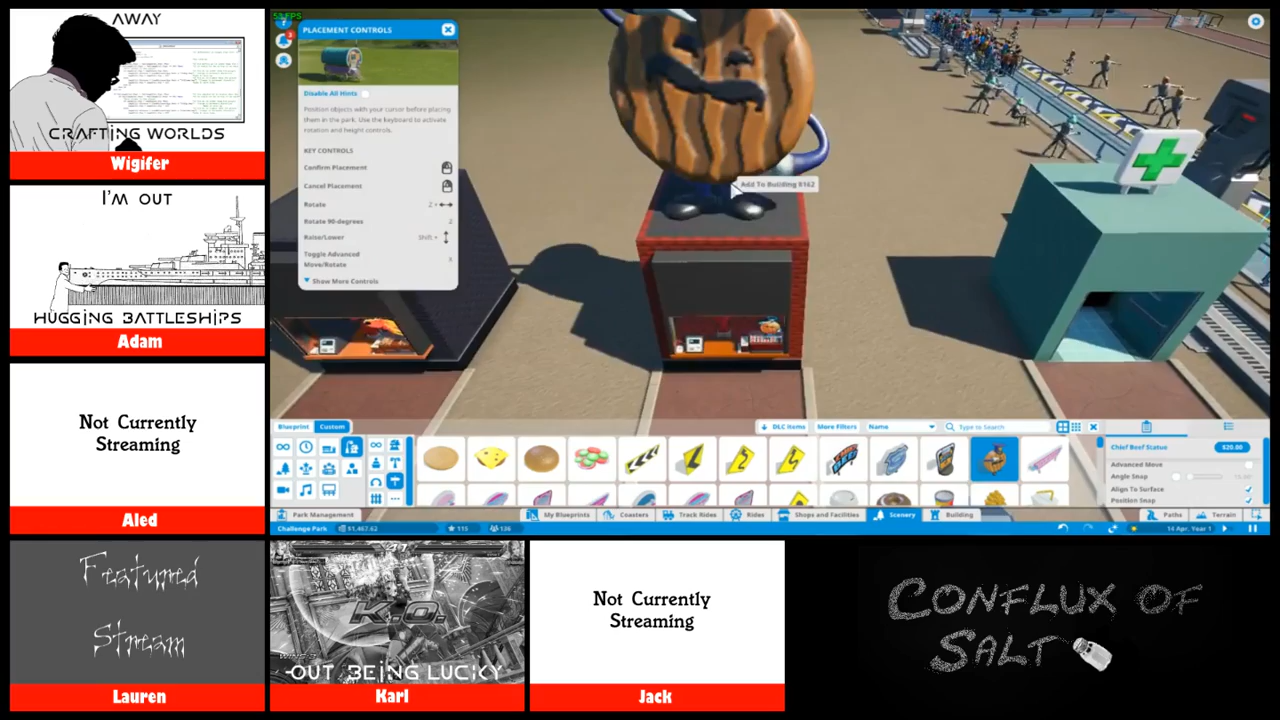 AWAY
CRAFTING WORLDS
Wigifer
I'M OUT
HUGGING BATTLESHIPS
Adam
Not Currently
Streaming
Aled
Featured
Stream
Lauren
PLACEMENT CONTROLS
Disable All Hints
Position objects with your cursor before placing
them in the park. Use the keyboard to activate
rotation and height controls.
KEY CONTROLS
Confirm Placement
Cancel Placement
Rotate Z +
Rotate 90-degrees Z
Raise/Lower Shift +
Toggle Advanced
Move/Rotate X
Show More Controls
Add To Building 8162
Blueprint Custom
DLC Items More Filters Name Type to Search
Chief Beef Statue $20.00
Advanced Move
Angle Snap
Align To Surface
Position Snap
Park Management My Blueprints Coasters Track Rides Rides Shops and Facilities Scenery Building Paths Terrain
Challenge Park 115 136 14 Apr, Year 1
K.O.
OUT BEING LUCKY
Karl
Not Currently
Streaming
Jack
CONFLUX OF
SALT